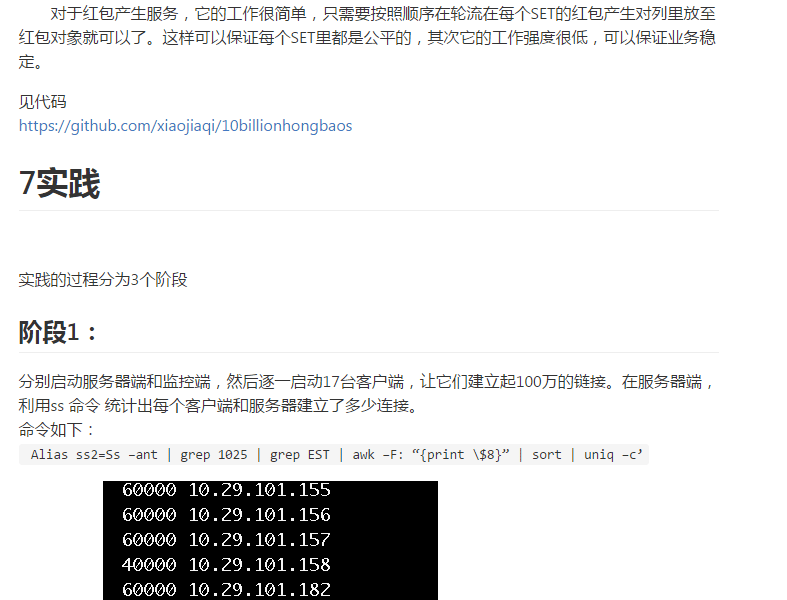 对于红包产生服务，它的工作很简单，只需要按照顺序在轮流在每个SET的红包产生对列里放至
红包对象就可以了。这样可以保证每个SET里都是公平的，其次它的工作强度很低，可以保证业务稳
定。
见代码
https://github.com/xiaojiaqi/10billionhongbaos
7实践
实践的过程分为3个阶段
阶段1：
分别启动服务器端和监控端，然后逐一启动17台客户端，让它们建立起100万的链接。在服务器端，
利用ss 命令 统计出每个客户端和服务器建立了多少连接。
命令如下：
Alias ss2=Ss –ant | grep 1025 | grep EST | awk –F: “{print \$8}” | sort | uniq –c’
60000 10.29.101.155
60000 10.29.101.156
60000 10.29.101.157
40000 10.29.101.158
60000 10.29.101.182